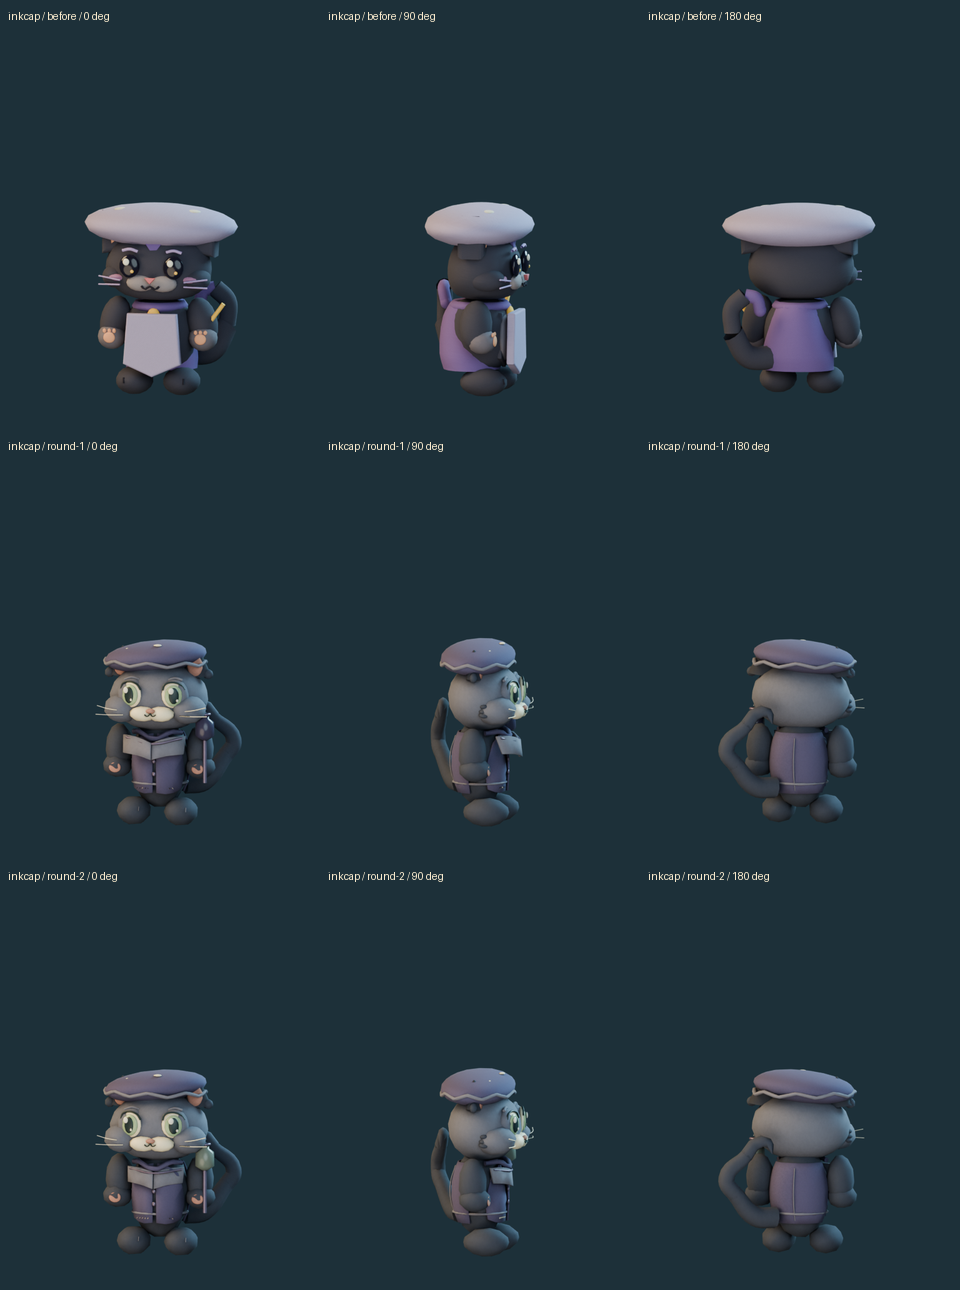 inkcap / before / 0 deg
inkcap / before / 90 deg
inkcap / before / 180 deg
inkcap / round-1 / 0 deg
inkcap / round-1 / 90 deg
inkcap / round-1 / 180 deg
inkcap / round-2 / 0 deg
inkcap / round-2 / 90 deg
inkcap / round-2 / 180 deg